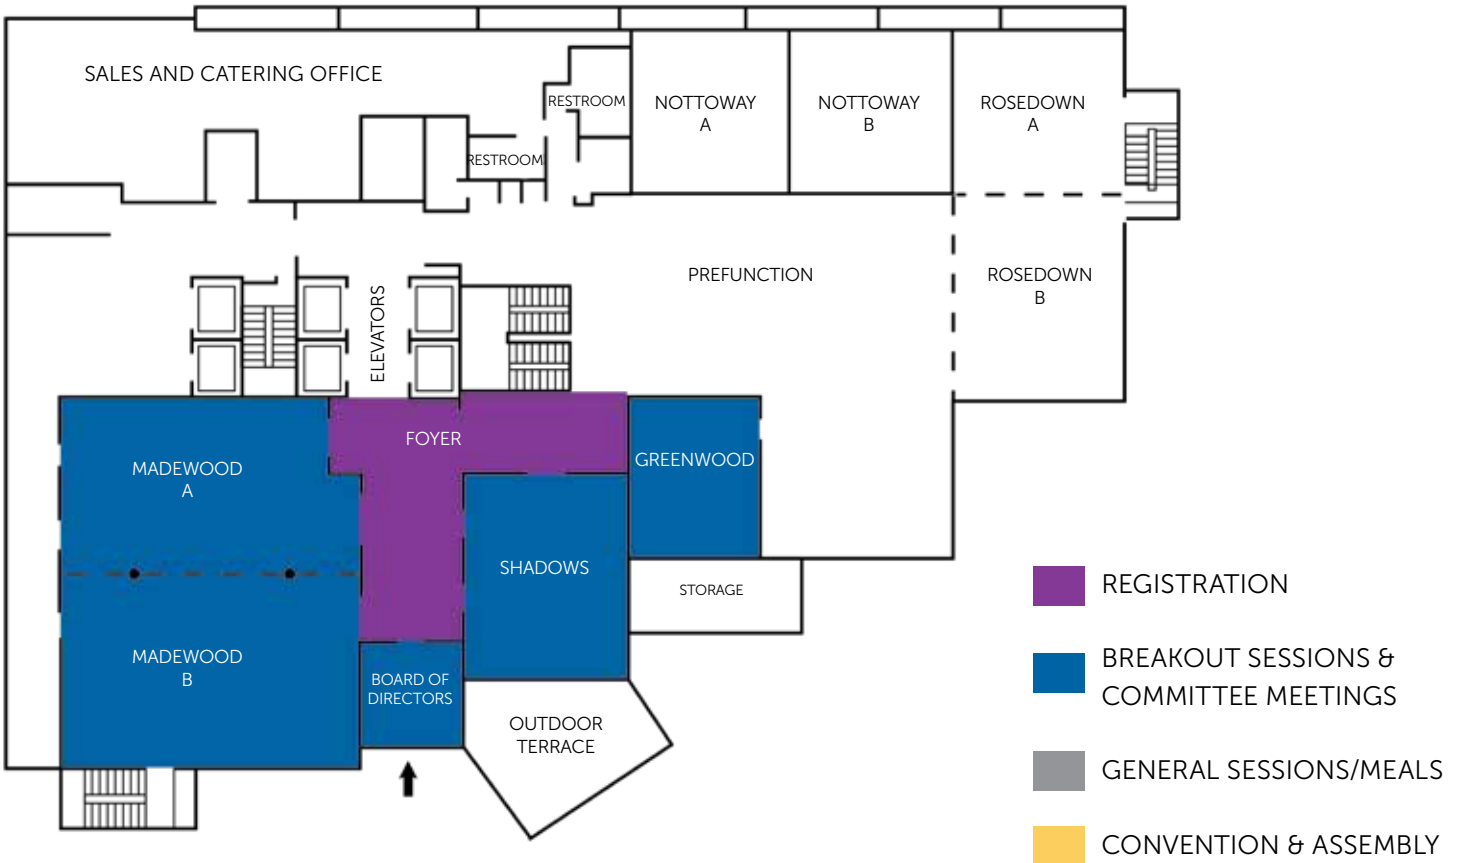 SALES AND CATERING OFFICE
RESTROOM
RESTROOM
NOTTOWAY
A
NOTTOWAY
B
ROSEDOWN
A
PREFUNCTION
ROSEDOWN
B
ELEVATORS
FOYER
GREENWOOD
MADEWOOD
A
SHADOWS
STORAGE
MADEWOOD
B
BOARD OF
DIRECTORS
OUTDOOR
TERRACE
REGISTRATION
BREAKOUT SESSIONS &
COMMITTEE MEETINGS
GENERAL SESSIONS/MEALS
CONVENTION & ASSEMBLY